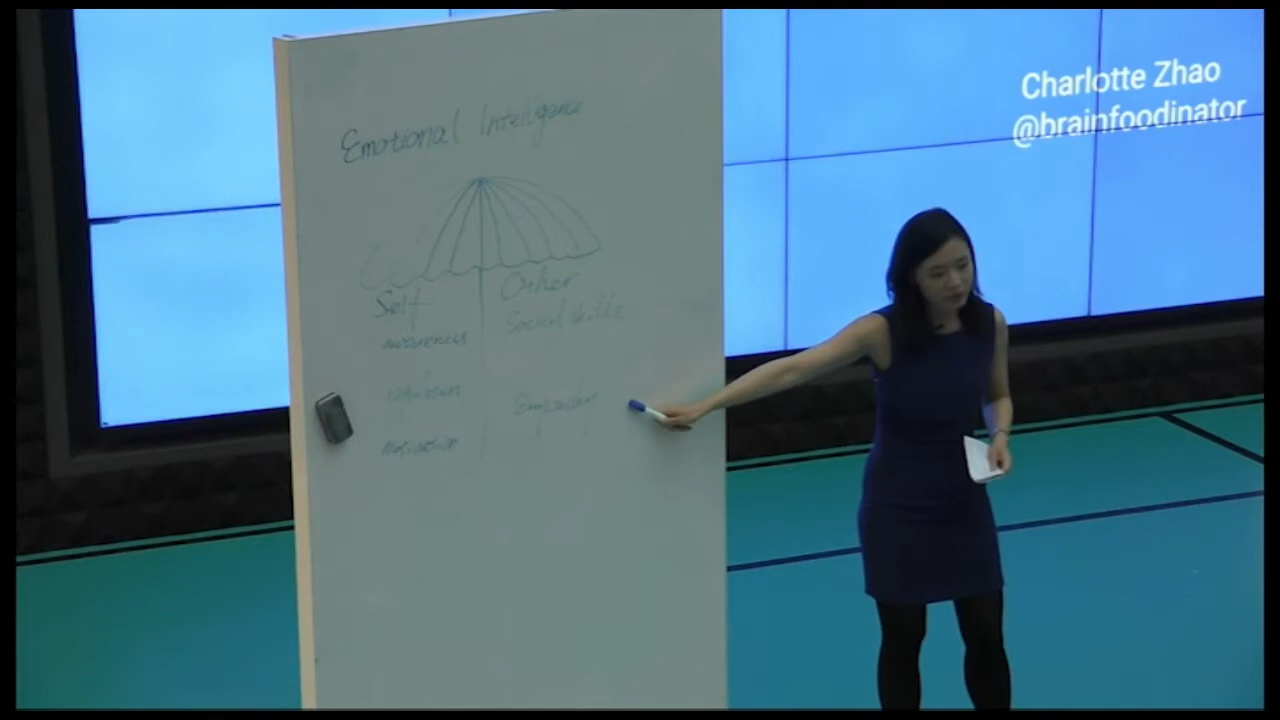 Charlotte Zhao
@brainfoodinator
Emotional Intelligence
Self
awareness
motivation
Other
Social skills
Empathy